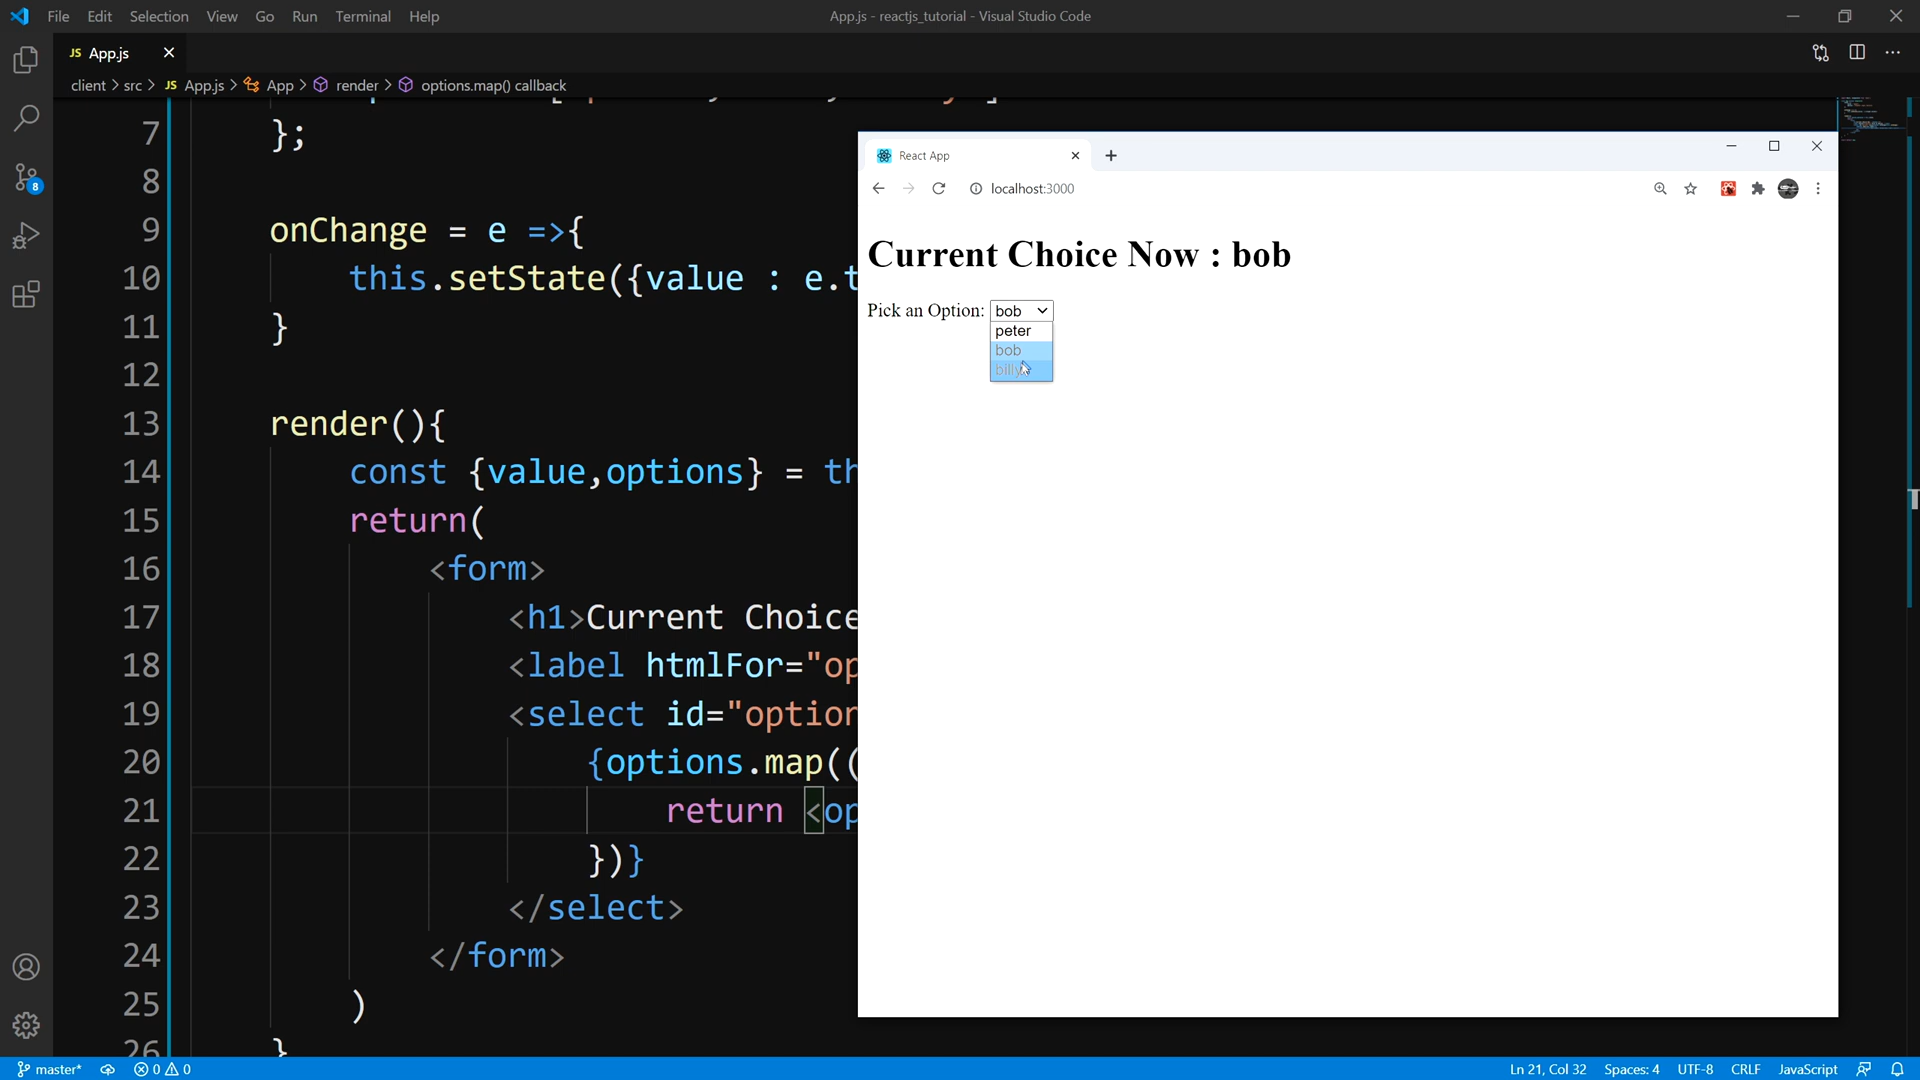 File Edit Selection View Go Run Terminal Help
App.js - reactjs_tutorial - Visual Studio Code
JS App.js
client > src > JS App.js > App > render > options.map() callback
7 };
8
9 onChange = e =>{
10 this.setState({value : e.t
11 }
12
13 render(){
14 const {value,options} = th
15 return(
16 <form>
17 <h1>Current Choice
18 <label htmlFor="op
19 <select id="option
20 {options.map((
21 return <op
22 })}
23 </select>
24 </form>
25 )
26 }
8
React App
localhost:3000
Current Choice Now : bob
Pick an Option: bob
peter
bob
billy
master* 0 0
Ln 21, Col 32 Spaces: 4 UTF-8 CRLF JavaScript